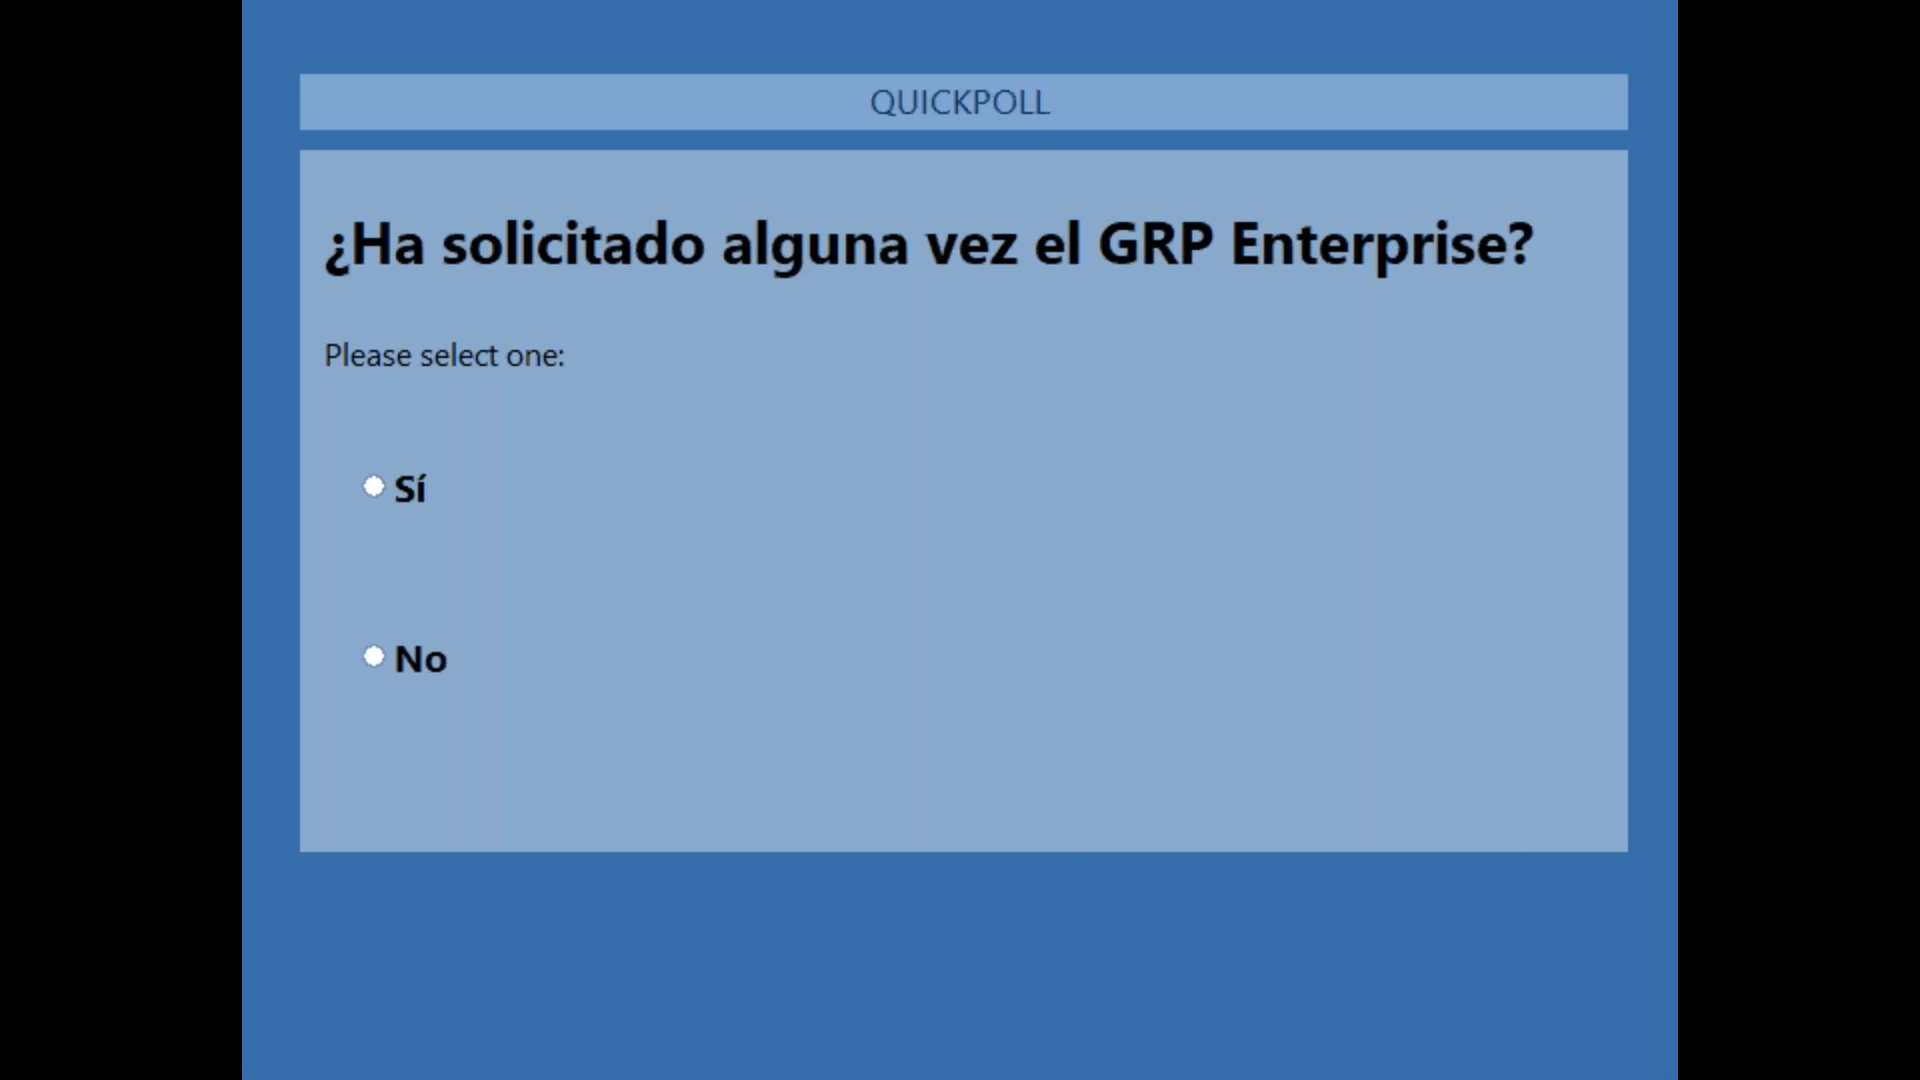 QUICKPOLL
¿Ha solicitado alguna vez el GRP Enterprise?
Please select one:
Sí
No